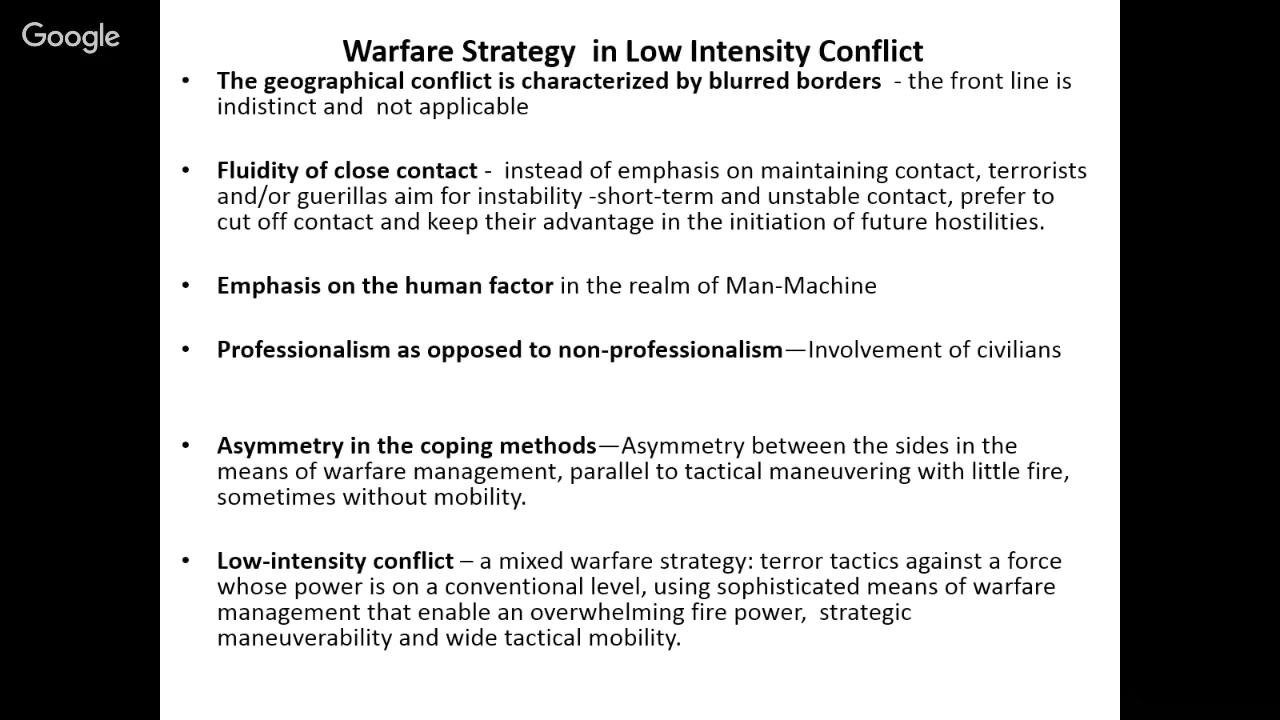 Google
Warfare Strategy  in Low Intensity Conflict
• The geographical conflict is characterized by blurred borders  - the front line is
indistinct and  not applicable
• Fluidity of close contact -  instead of emphasis on maintaining contact, terrorists
and/or guerillas aim for instability -short-term and unstable contact, prefer to
cut off contact and keep their advantage in the initiation of future hostilities.
• Emphasis on the human factor in the realm of Man-Machine
• Professionalism as opposed to non-professionalism—Involvement of civilians
• Asymmetry in the coping methods—Asymmetry between the sides in the
means of warfare management, parallel to tactical maneuvering with little fire,
sometimes without mobility.
• Low-intensity conflict – a mixed warfare strategy: terror tactics against a force
whose power is on a conventional level, using sophisticated means of warfare
management that enable an overwhelming fire power,  strategic
maneuverability and wide tactical mobility.